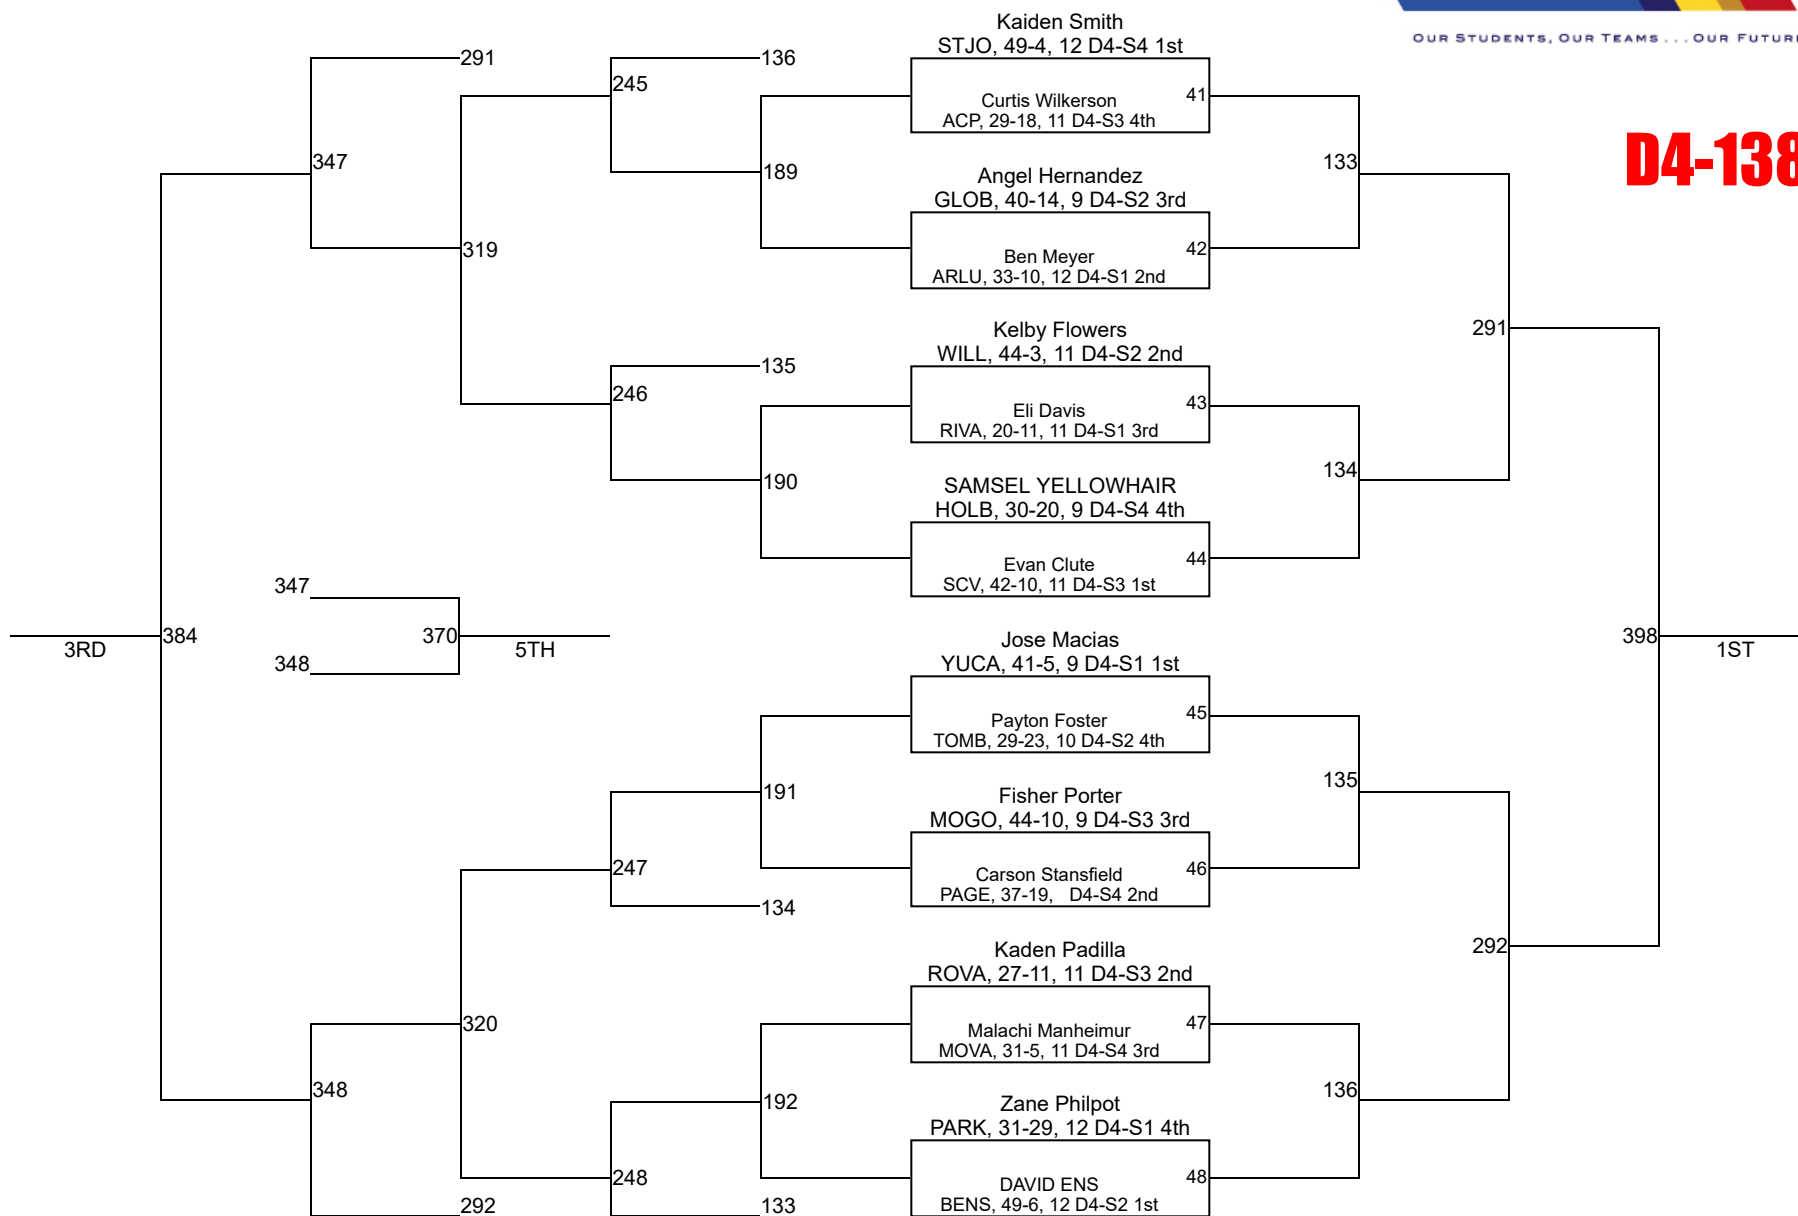 OUR STUDENTS, OUR TEAMS . . . OUR FUTURE
D4-138
Kaiden Smith
STJO, 49-4, 12 D4-S4 1st
Curtis Wilkerson
ACP, 29-18, 11 D4-S3 4th
41
Angel Hernandez
GLOB, 40-14, 9 D4-S2 3rd
Ben Meyer
ARLU, 33-10, 12 D4-S1 2nd
42
Kelby Flowers
WILL, 44-3, 11 D4-S2 2nd
Eli Davis
RIVA, 20-11, 11 D4-S1 3rd
43
SAMSEL YELLOWHAIR
HOLB, 30-20, 9 D4-S4 4th
Evan Clute
SCV, 42-10, 11 D4-S3 1st
44
Jose Macias
YUCA, 41-5, 9 D4-S1 1st
Payton Foster
TOMB, 29-23, 10 D4-S2 4th
45
Fisher Porter
MOGO, 44-10, 9 D4-S3 3rd
Carson Stansfield
PAGE, 37-19, D4-S4 2nd
46
Kaden Padilla
ROVA, 27-11, 11 D4-S3 2nd
Malachi Manheimur
MOVA, 31-5, 11 D4-S4 3rd
47
Zane Philpot
PARK, 31-29, 12 D4-S1 4th
DAVID ENS
BENS, 49-6, 12 D4-S2 1st
48
133
134
135
136
291
292
398
1ST
136
189
135
190
191
134
192
133
245
246
247
248
291
319
320
292
347
348
384
3RD
347
348
370
5TH